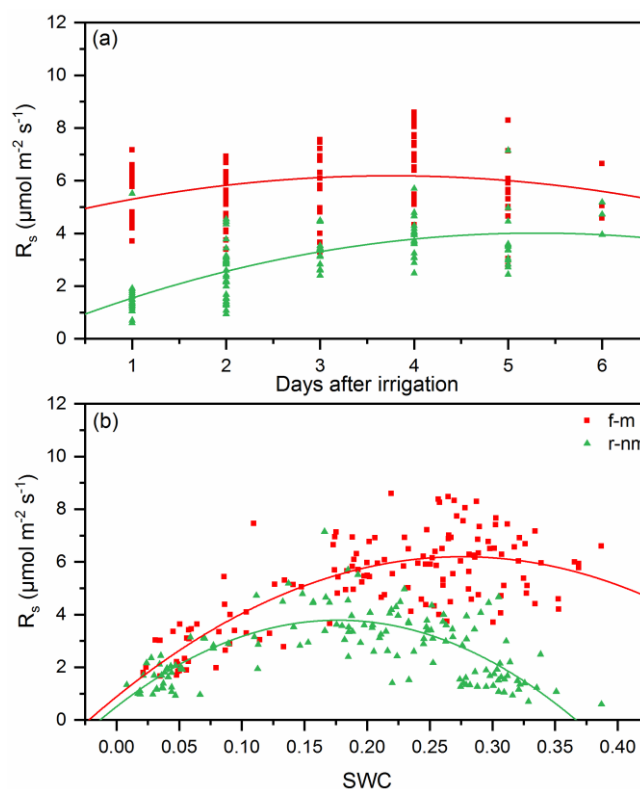 (a)
12
10
8
6
4
2
0
Rs (µmol m⁻² s⁻¹)
1 2 3 4 5 6
Days after irrigation
(b)
f-m
r-nm
12
10
8
6
4
2
0
Rs (µmol m⁻² s⁻¹)
0.00 0.05 0.10 0.15 0.20 0.25 0.30 0.35 0.40
SWC